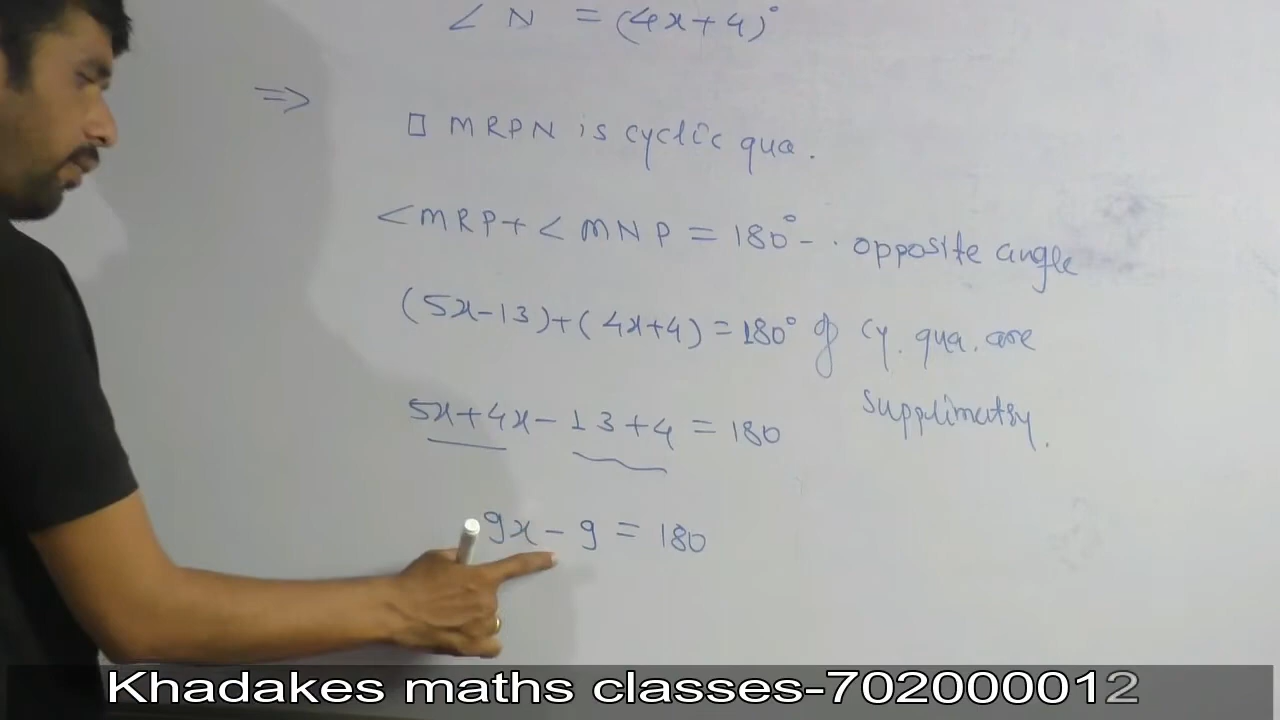 ∠ N = (4x+4)°
⇒
□ MRPN is cyclic qua.
∠MRP+∠MNP = 180° - . opposite angle
(5x-13)+(4x+4) = 180° of cy. qua. are
supplimatry.
5x+4x-13+4 = 180
9x - 9 = 180
Khadakes maths classes-7020000012